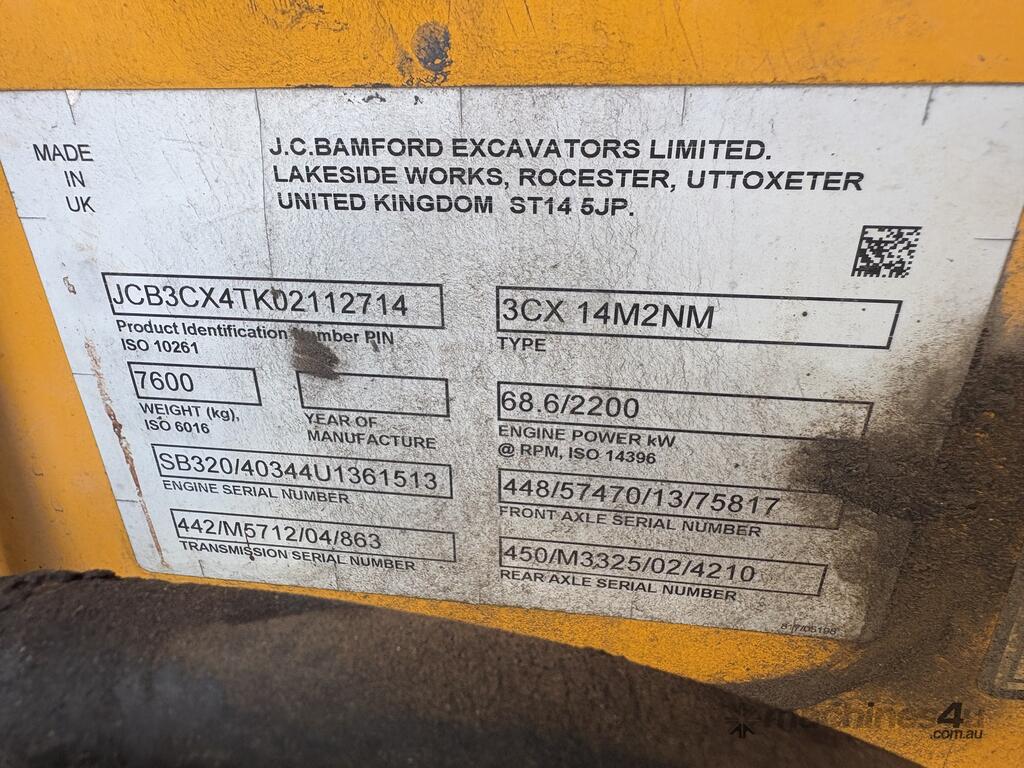 MADE
IN
UK
J.C.BAMFORD EXCAVATORS LIMITED.
LAKESIDE WORKS, ROCESTER, UTTOXETER
UNITED KINGDOM ST14 5JP.
JCB3CX4TK02112714
Product Identification Number PIN
ISO 10261
3CX 14M2NM
TYPE
7600
WEIGHT (kg),
ISO 6016
YEAR OF
MANUFACTURE
68.6/2200
ENGINE POWER kW
@ RPM, ISO 14396
SB320/40344U1361513
ENGINE SERIAL NUMBER
448/57470/13/75817
FRONT AXLE SERIAL NUMBER
442/M5712/04/863
TRANSMISSION SERIAL NUMBER
450/M3325/02/4210
REAR AXLE SERIAL NUMBER
817/05198
machines4u
.com.au